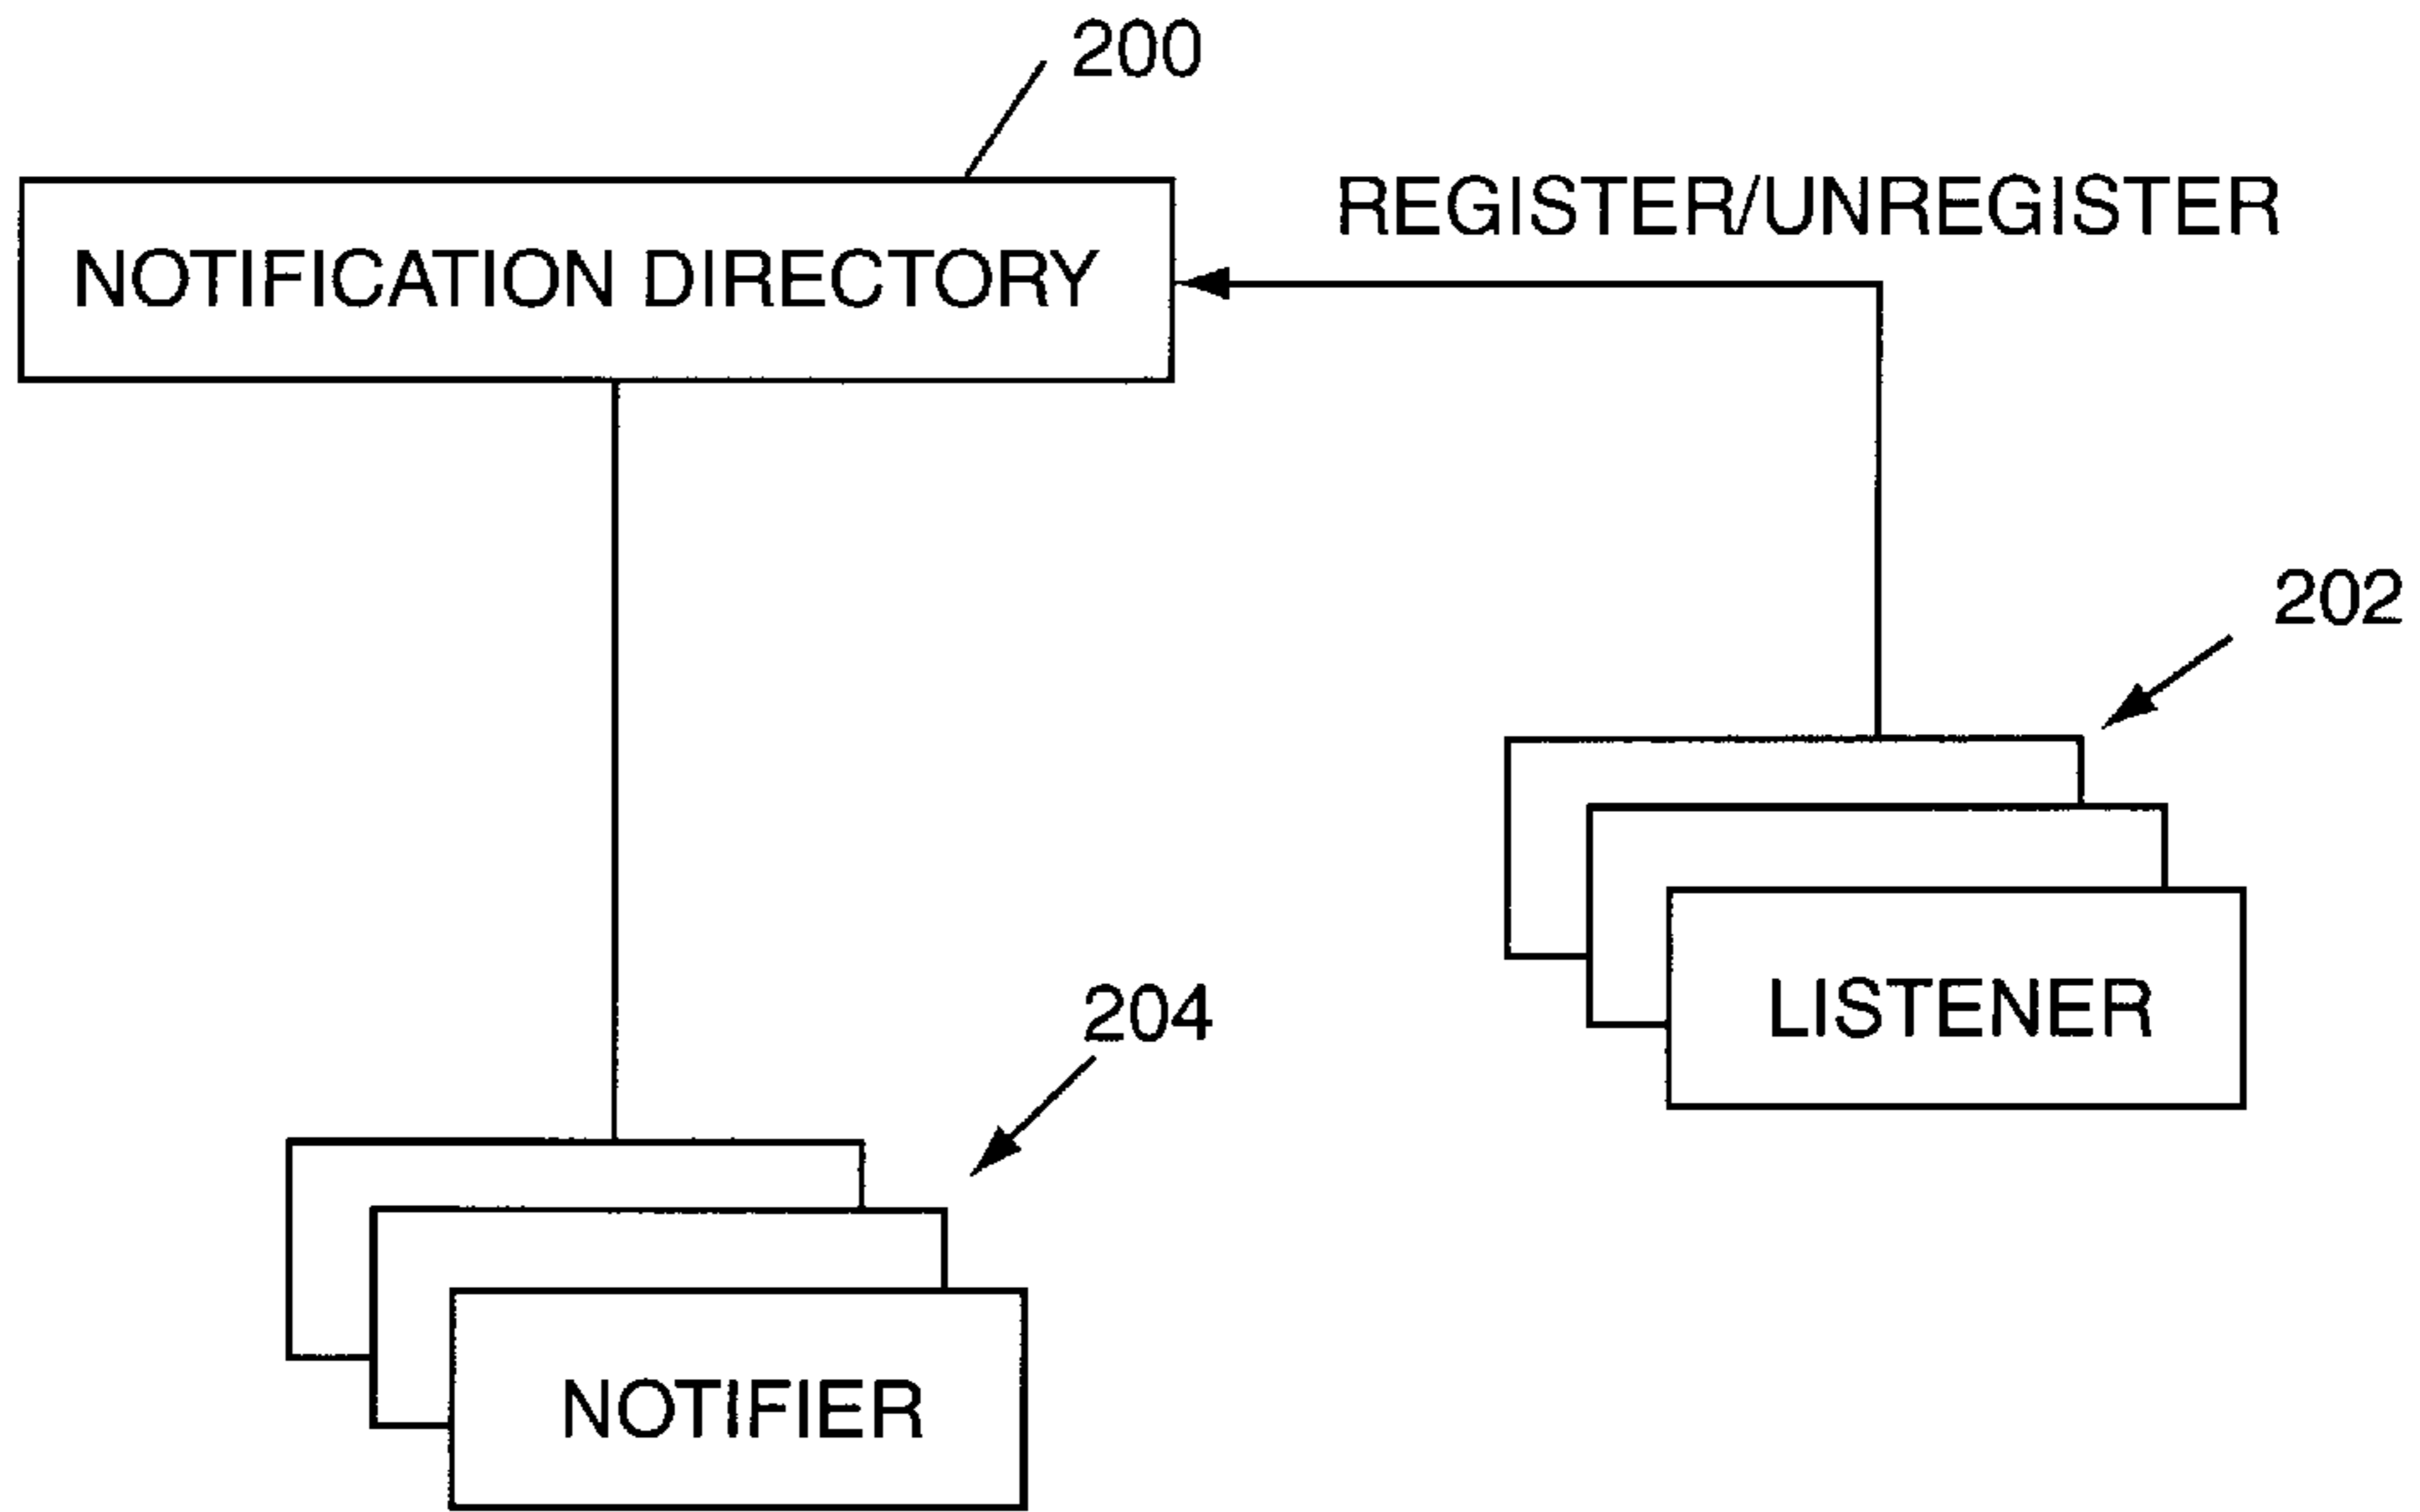 200
REGISTER/UNREGISTER
NOTIFICATION DIRECTORY
202
LISTENER
204
NOTIFIER